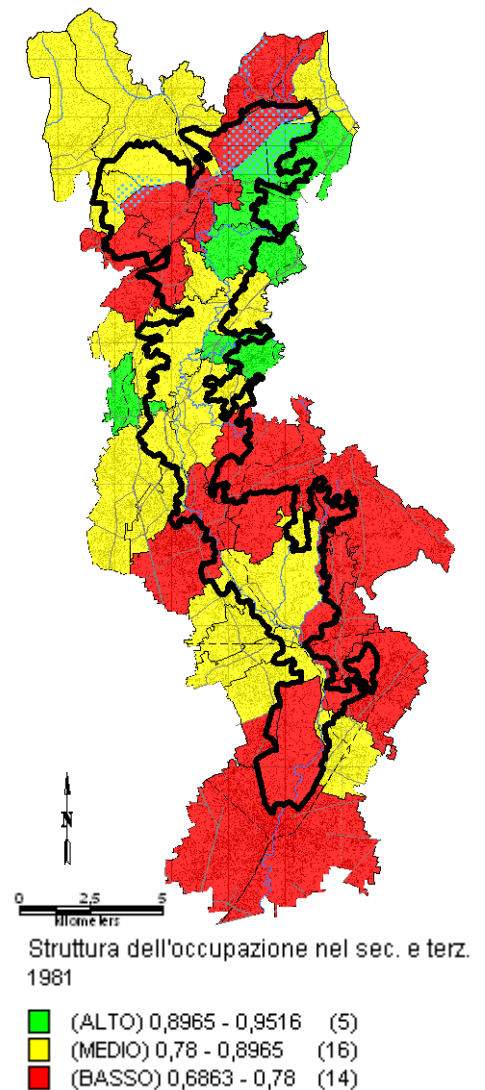 N
0 2,5 5
kilometers
Struttura dell'occupazione nel sec. e terz.
1981
(ALTO) 0,8965 - 0,9516 (5)
(MEDIO) 0,78 - 0,8965 (16)
(BASSO) 0,6863 - 0,78 (14)